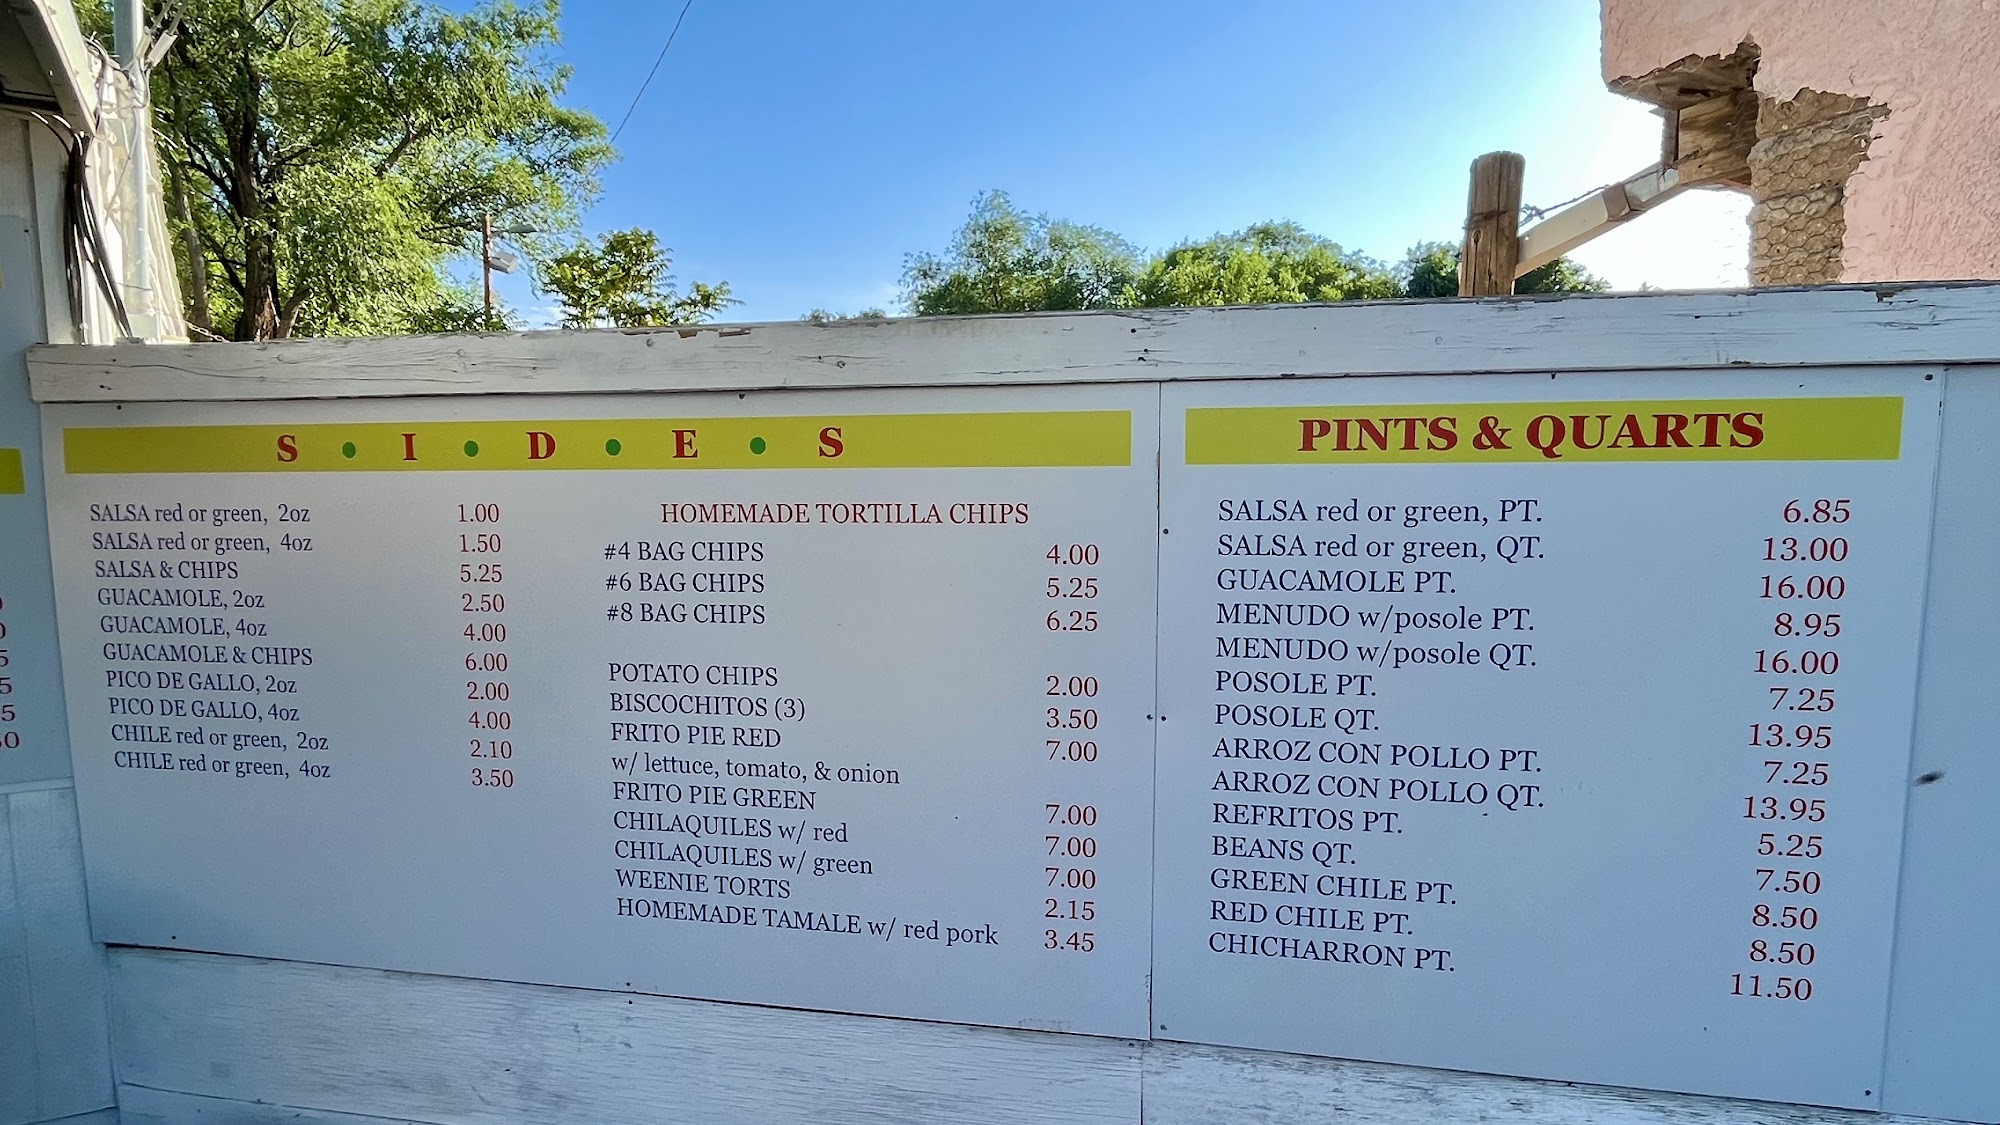 S • I • D • E • S
SALSA red or green, 2oz 1.00
SALSA red or green, 4oz 1.50
SALSA & CHIPS 5.25
GUACAMOLE, 2oz 2.50
GUACAMOLE, 4oz 4.00
GUACAMOLE & CHIPS 6.00
PICO DE GALLO, 2oz 2.00
PICO DE GALLO, 4oz 4.00
CHILE red or green, 2oz 2.10
CHILE red or green, 4oz 3.50
HOMEMADE TORTILLA CHIPS
#4 BAG CHIPS 4.00
#6 BAG CHIPS 5.25
#8 BAG CHIPS 6.25
POTATO CHIPS 2.00
BISCOCHITOS (3) 3.50
FRITO PIE RED 7.00
w/ lettuce, tomato, & onion
FRITO PIE GREEN 7.00
CHILAQUILES w/ red 7.00
CHILAQUILES w/ green 7.00
WEENIE TORTS 2.15
HOMEMADE TAMALE w/ red pork 3.45
PINTS & QUARTS
SALSA red or green, PT. 6.85
SALSA red or green, QT. 13.00
GUACAMOLE PT. 16.00
MENUDO w/posole PT. 8.95
MENUDO w/posole QT. 16.00
POSOLE PT. 7.25
POSOLE QT. 13.95
ARROZ CON POLLO PT. 7.25
ARROZ CON POLLO QT. 13.95
REFRITOS PT. 5.25
BEANS QT. 7.50
GREEN CHILE PT. 8.50
RED CHILE PT. 8.50
CHICHARRON PT. 11.50